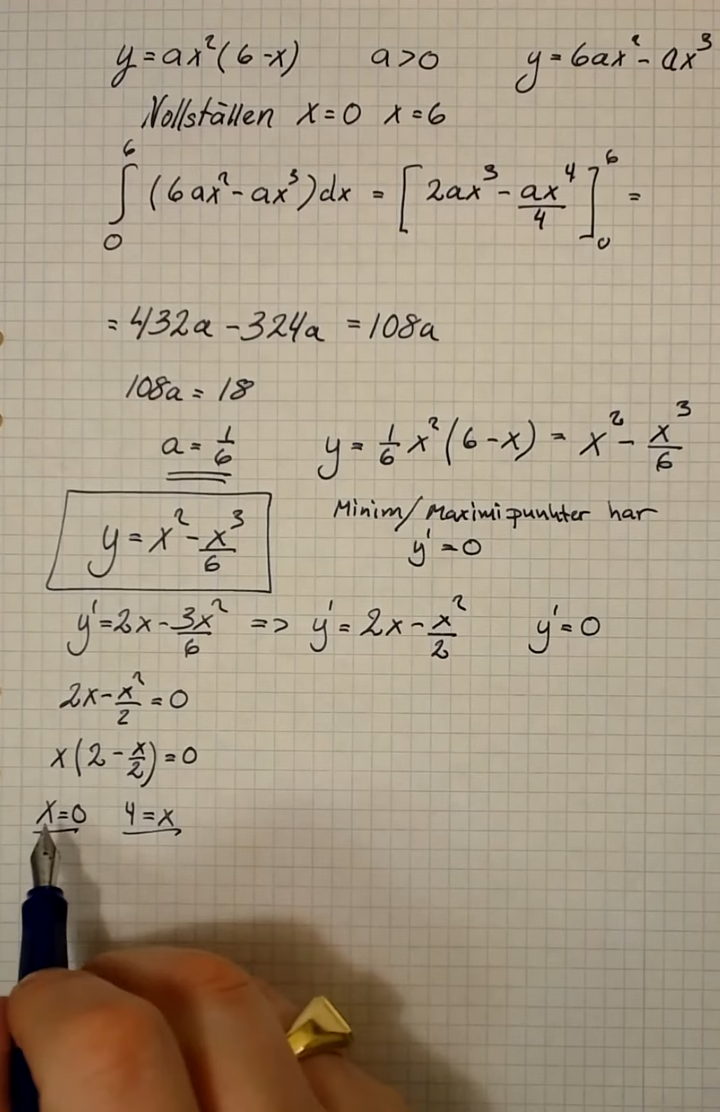 y = ax²(6-x) a>0 y = 6ax² - ax³
Nollställen x=0 x=6
∫₀⁶ (6ax² - ax³)dx = [2ax³ - ax⁴/4]₀⁶ =
= 432a - 324a = 108a
108a = 18
a = 1/6 y = 1/6 x²(6-x) = x² - x³/6
y = x² - x³/6 Minim/Maximipunkter har
y' = 0
y' = 2x - 3x²/6 => y' = 2x - x²/2 y' = 0
2x - x²/2 = 0
x(2 - x/2) = 0
x=0 4=x